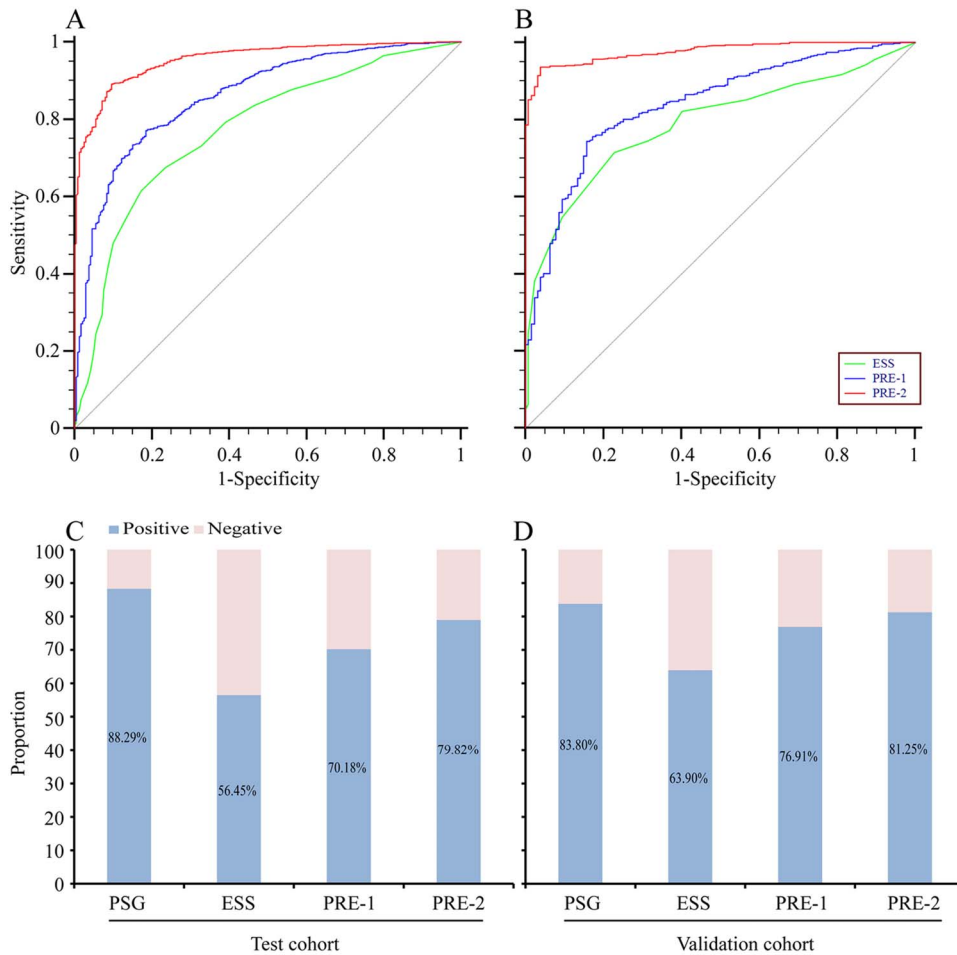 A
B
1
0.8
0.6
0.4
0.2
0
Sensitivity
0
0.2
0.4
0.6
0.8
1
1-Specificity
0
0.2
0.4
0.6
0.8
1
1-Specificity
ESS
PRE-1
PRE-2
C
Positive
Negative
D
100
90
80
70
60
50
40
30
20
10
0
Proportion
88.29%
56.45%
70.18%
79.82%
83.80%
63.90%
76.91%
81.25%
PSG
ESS
PRE-1
PRE-2
PSG
ESS
PRE-1
PRE-2
Test cohort
Validation cohort